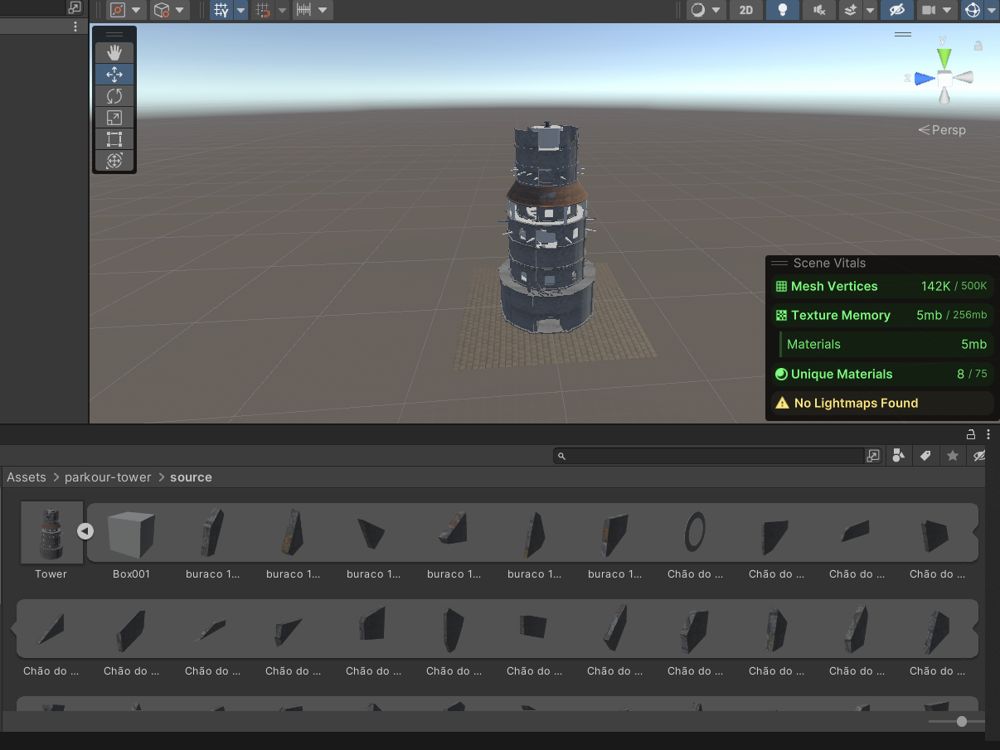 2D
y
z
Persp
Scene Vitals
Mesh Vertices 142K / 500K
Texture Memory 5mb / 256mb
Materials 5mb
Unique Materials 8 / 75
No Lightmaps Found
Assets > parkour-tower > source
Tower Box001 buraco 1... buraco 1... buraco 1... buraco 1... buraco 1... buraco 1... Chão do ... Chão do ... Chão do ... Chão do ...
Chão do ... Chão do ... Chão do ... Chão do ... Chão do ... Chão do ... Chão do ... Chão do ... Chão do ... Chão do ... Chão do ... Chão do ...